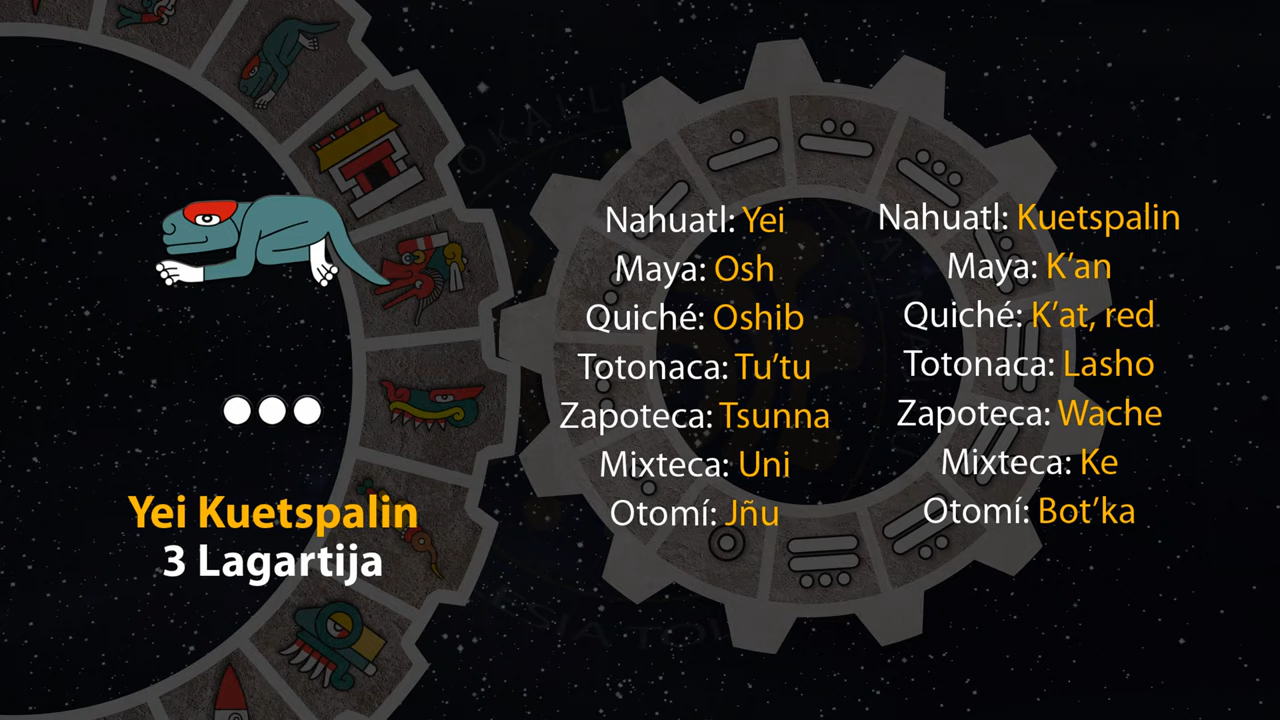 Nahuatl: Yei
Maya: Osh
Quiché: Oshib
Totonaca: Tu’tu
Zapoteca: Tsunna
Mixteca: Uni
Otomí: Jñu
Nahuatl: Kuetspalin
Maya: K’an
Quiché: K’at, red
Totonaca: Lasho
Zapoteca: Wache
Mixteca: Ke
Otomí: Bot’ka
Yei Kuetspalin
3 Lagartija